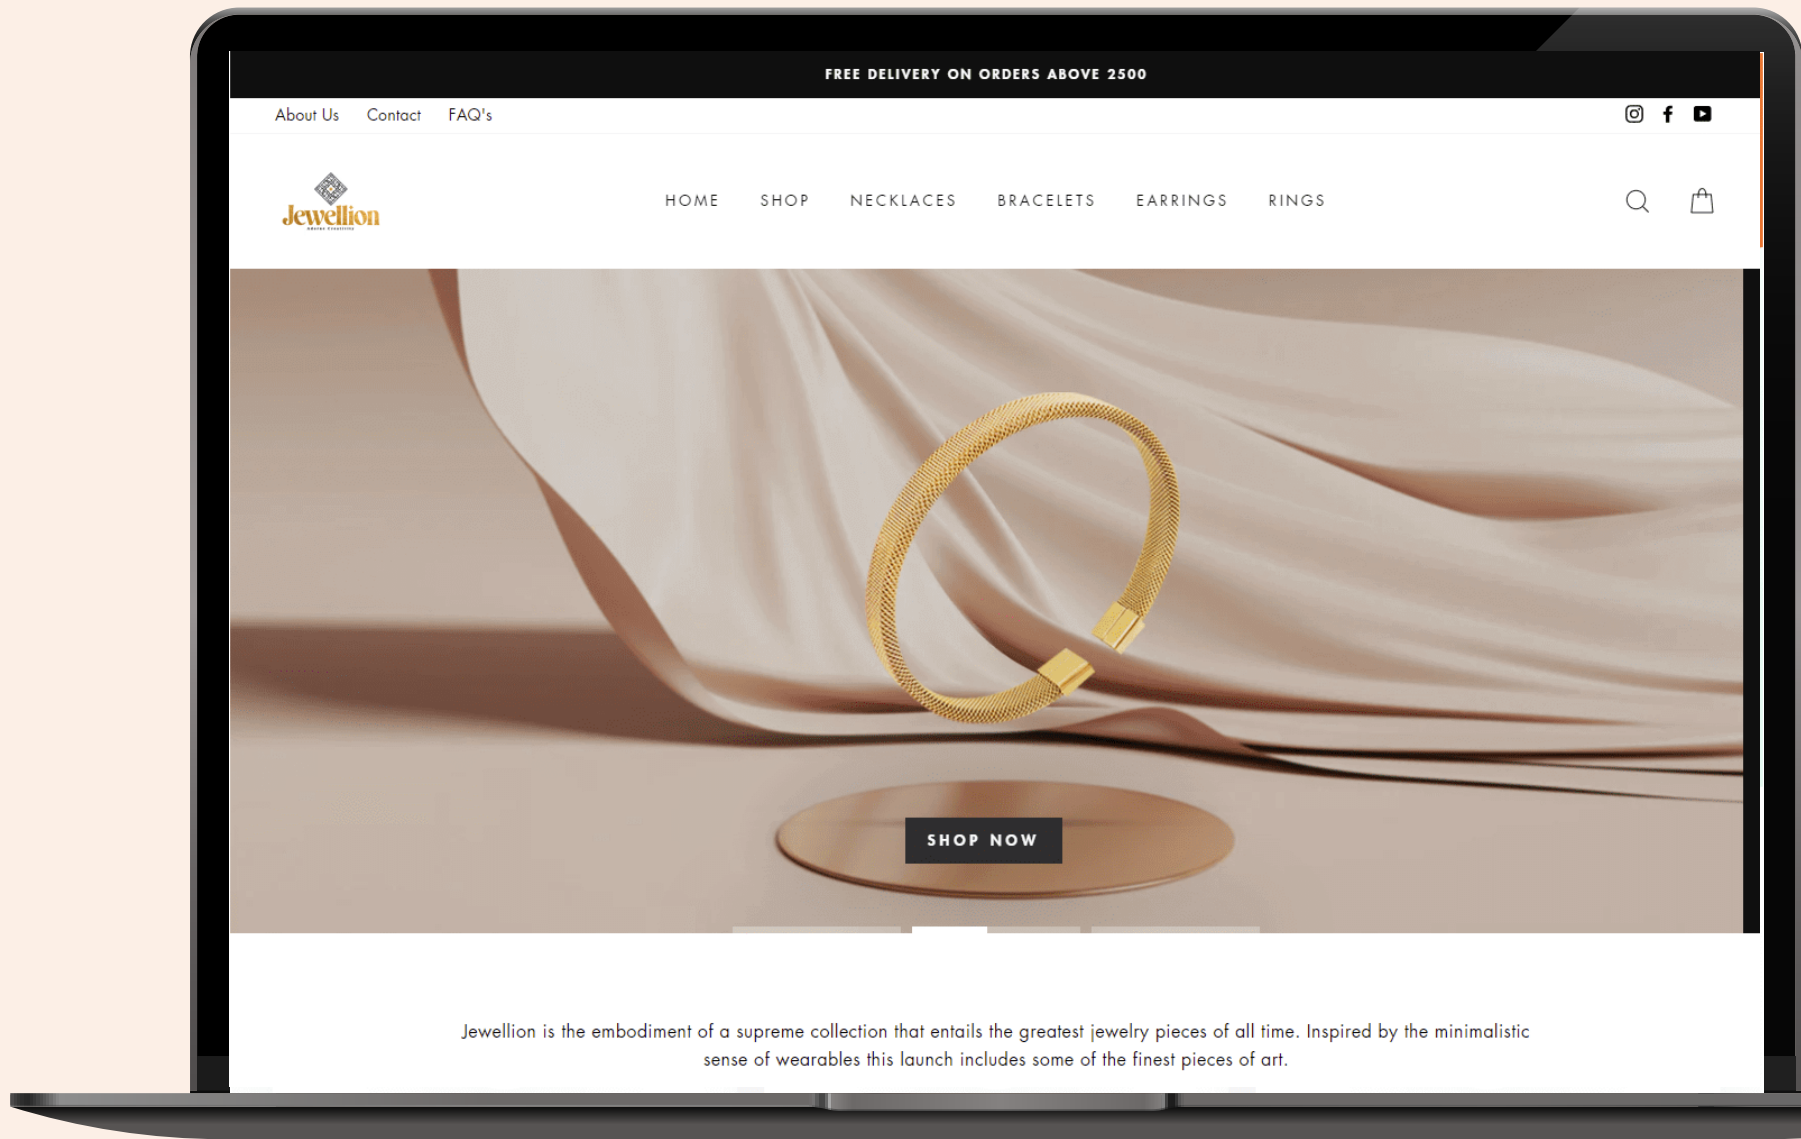 FREE DELIVERY ON ORDERS ABOVE 2500
About Us Contact FAQ's
Jewellion
HOME SHOP NECKLACES BRACELETS EARRINGS RINGS
SHOP NOW
Jewellion is the embodiment of a supreme collection that entails the greatest jewelry pieces of all time. Inspired by the minimalistic
sense of wearables this launch includes some of the finest pieces of art.